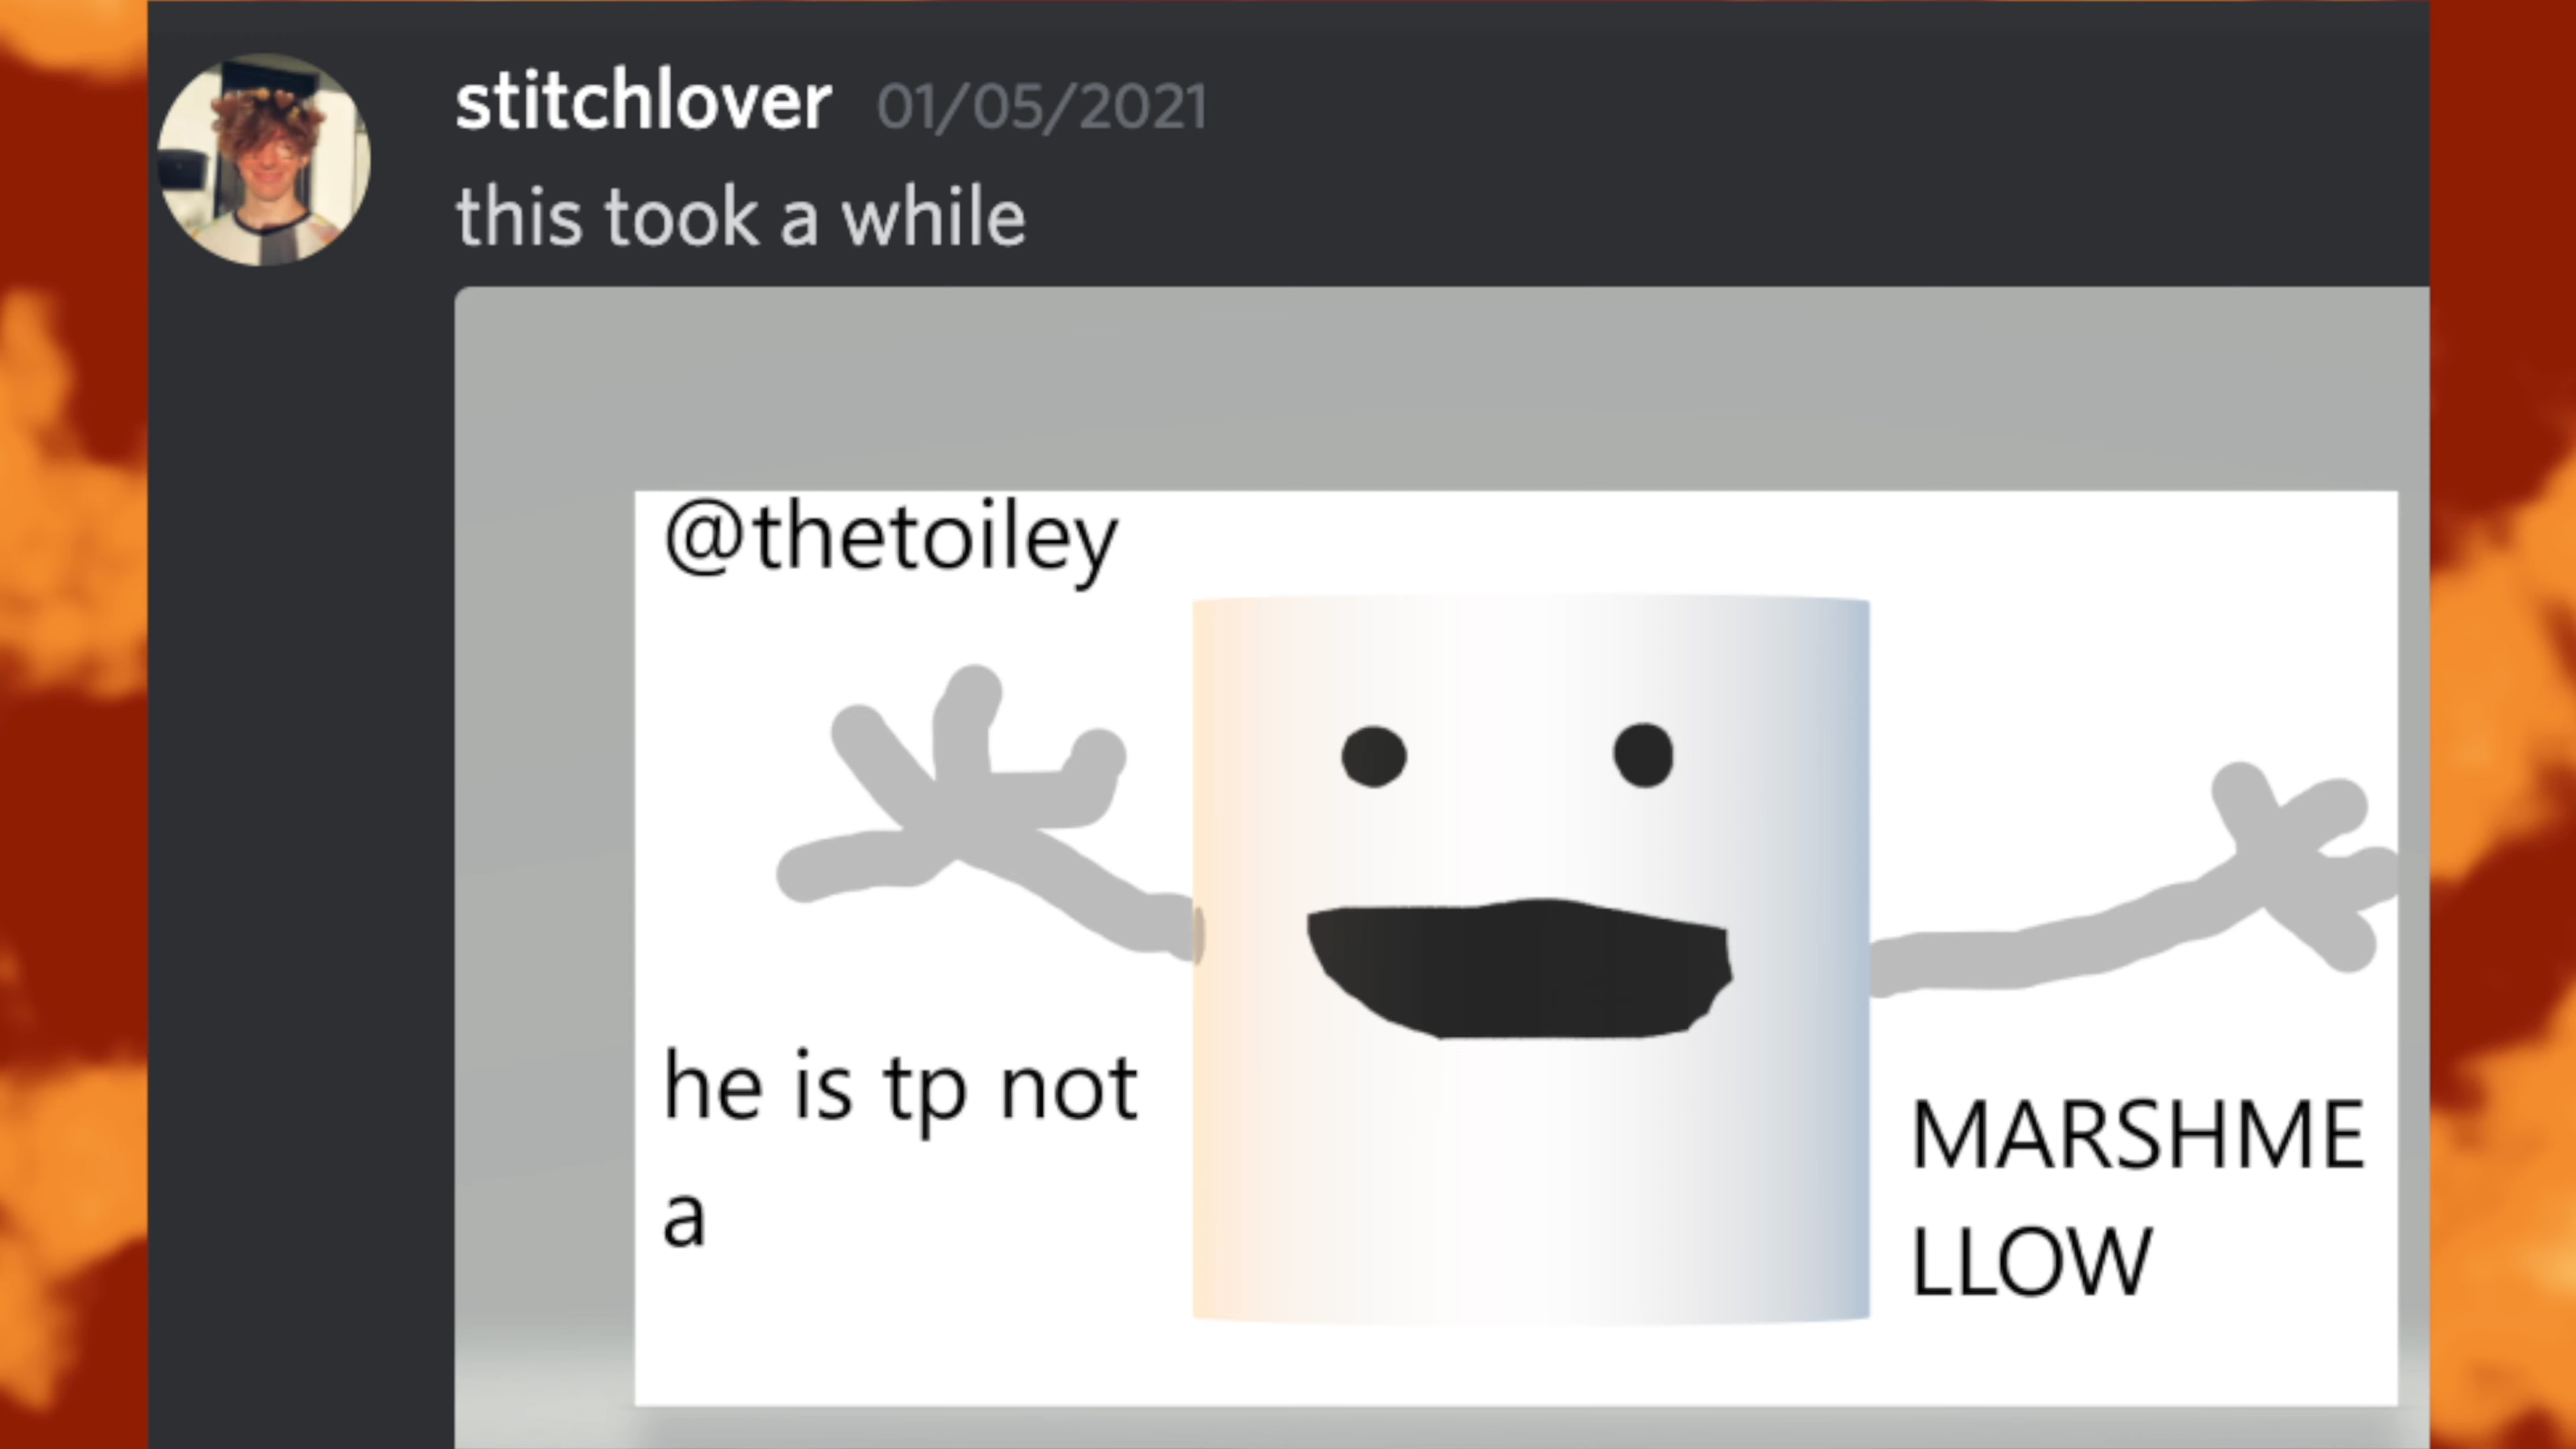 stitchlover 01/05/2021
this took a while
@thetoiley
he is tp not
a
MARSHME
LLOW